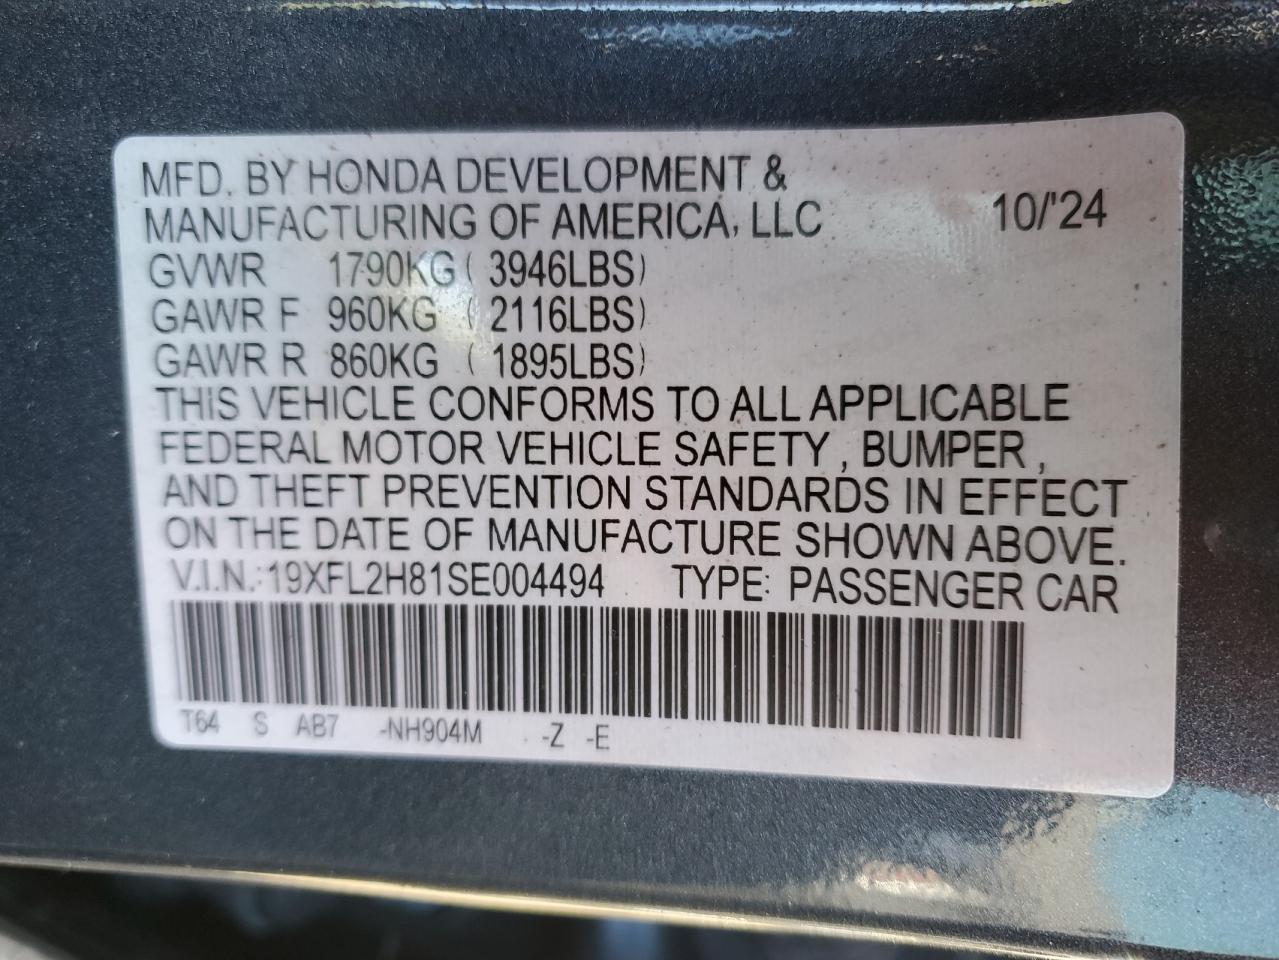 MFD. BY HONDA DEVELOPMENT &
MANUFACTURING OF AMERICA, LLC 10/'24
GVWR 1790KG ( 3946LBS)
GAWR F 960KG ( 2116LBS)
GAWR R 860KG ( 1895LBS)
THIS VEHICLE CONFORMS TO ALL APPLICABLE
FEDERAL MOTOR VEHICLE SAFETY , BUMPER ,
AND THEFT PREVENTION STANDARDS IN EFFECT
ON THE DATE OF MANUFACTURE SHOWN ABOVE.
V.I.N.: 19XFL2H81SE004494 TYPE: PASSENGER CAR
T64 S AB7 -NH904M -Z -E